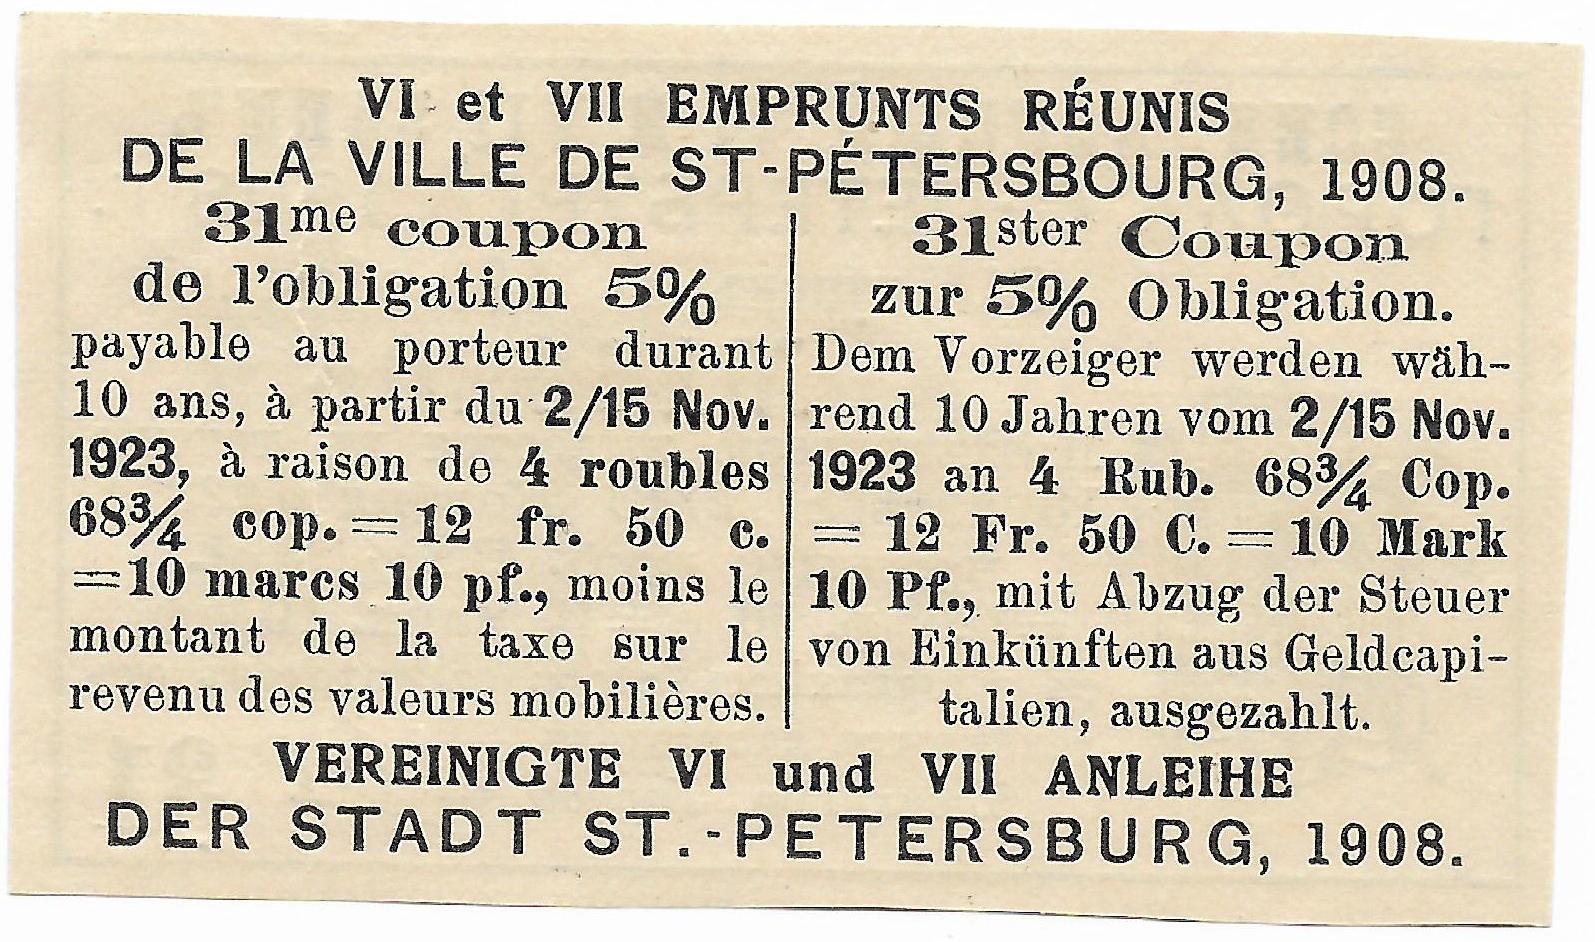 VI et VII EMPRUNTS RÉUNIS
DE LA VILLE DE ST-PÉTERSBOURG, 1908.
31me coupon
de l'obligation 5%
payable au porteur durant
10 ans, à partir du 2/15 Nov.
1923, à raison de 4 roubles
68¾ cop. = 12 fr. 50 c.
=10 marcs 10 pf., moins le
montant de la taxe sur le
revenu des valeurs mobilières.
31ster Coupon
zur 5% Obligation.
Dem Vorzeiger werden wäh-
rend 10 Jahren vom 2/15 Nov.
1923 an 4 Rub. 68¾ Cop.
= 12 Fr. 50 C. = 10 Mark
10 Pf., mit Abzug der Steuer
von Einkünften aus Geldcapi-
talien, ausgezahlt.
VEREINIGTE VI und VII ANLEIHE
DER STADT ST.-PETERSBURG, 1908.